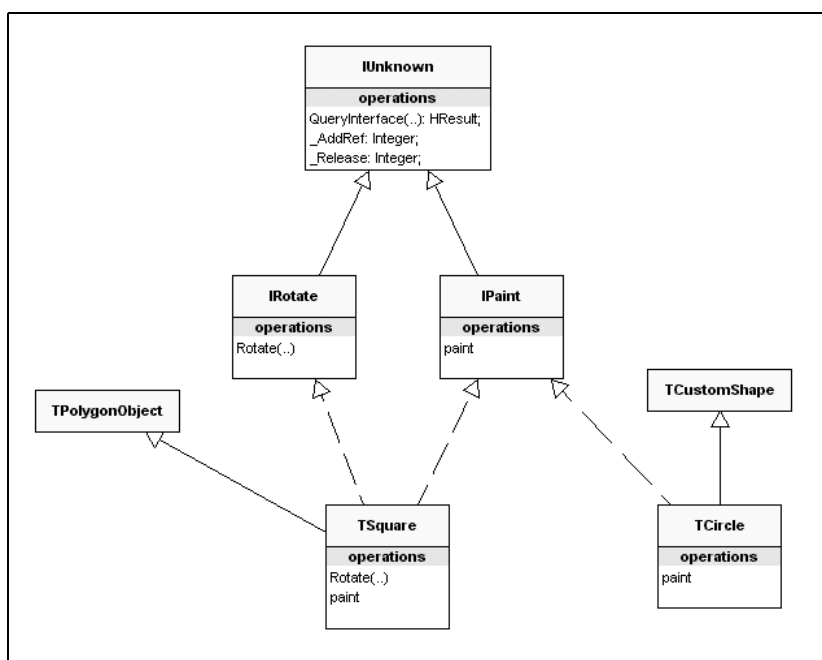 IUnknown
operations
QueryInterface(..): HResult;
_AddRef: Integer;
_Release: Integer;
IRotate
operations
Rotate(..)
IPaint
operations
paint
TPolygonObject
TCustomShape
TSquare
operations
Rotate(..)
paint
TCircle
operations
paint